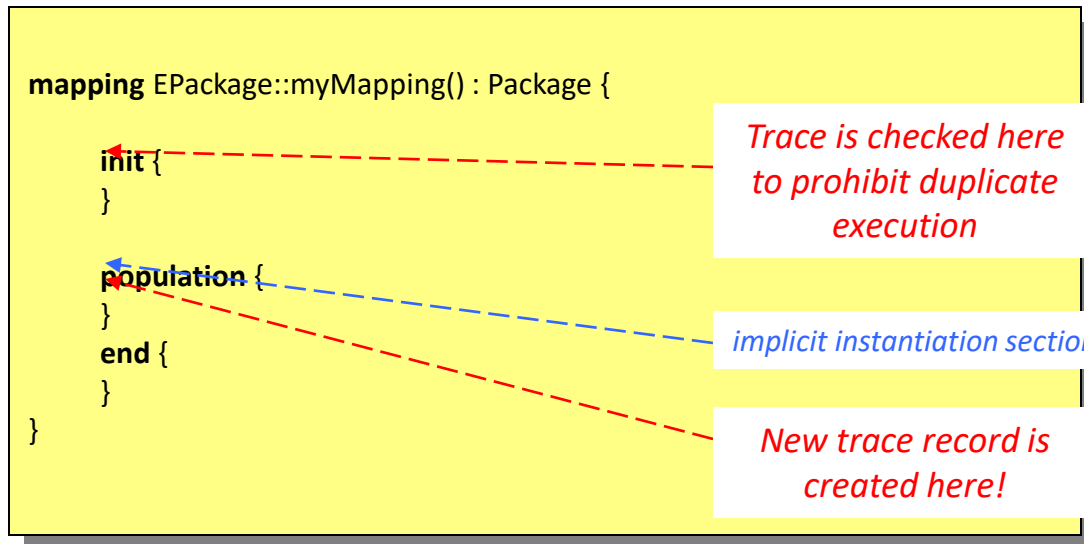 mapping EPackage::myMapping() : Package {
init {
}
population {
}
end {
}
}
Trace is checked here
to prohibit duplicate
execution
implicit instantiation section
New trace record is
created here!